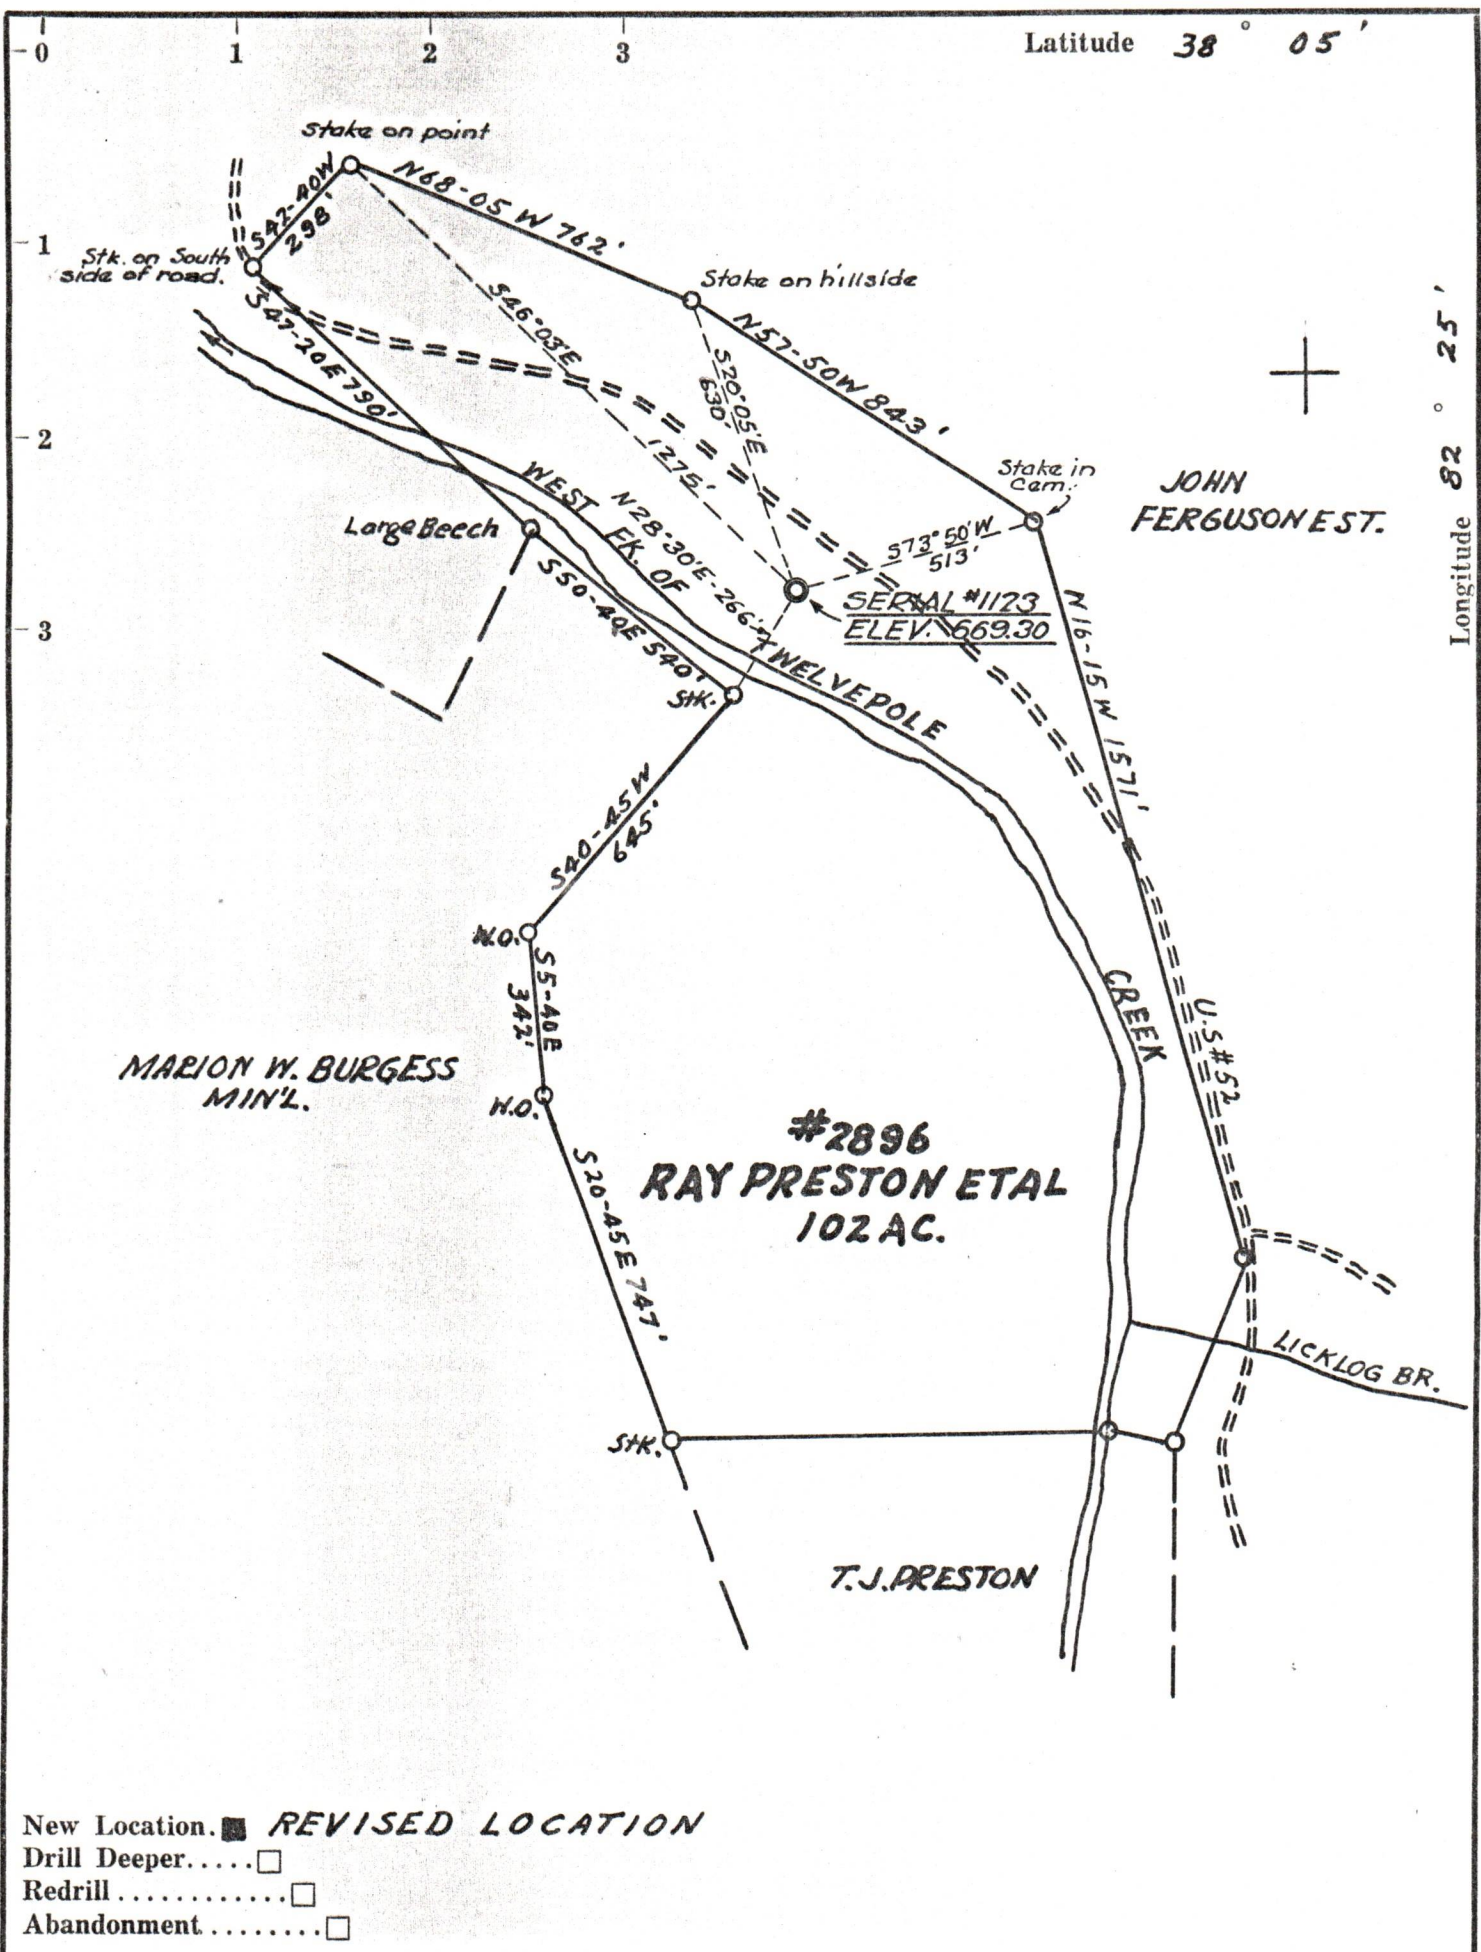 0 1 2 3
Latitude 38° 05'
1
2
3
Longitude 82° 25'
Stake on point
S42-40W
298'
N68-05 W 762'
Stk. on South
side of road.
Stake on hillside
S47-20E 790'
S46°03'E
1275'
S20°05'E
630'
N57-50W 843'
Stake in
Cem.
JOHN
FERGUSON EST.
Large Beech
WEST FK. OF TWELVEPOLE CREEK
N28°30'E-266'
S73°50'W
513'
SERIAL #1123
ELEV. 669.30
S50-40E 540'
Stk.
N16-15W 1571'
S40-45W
645'
W.O.
S5-40E
342'
MARION W. BURGESS
MIN'L.
W.O.
U.S #52
#2896
RAY PRESTON ETAL
102 AC.
S20-45E 747'
LICKLOG BR.
Stk.
T.J. PRESTON
New Location. ■ REVISED LOCATION
Drill Deeper.....□
Redrill............□
Abandonment........□